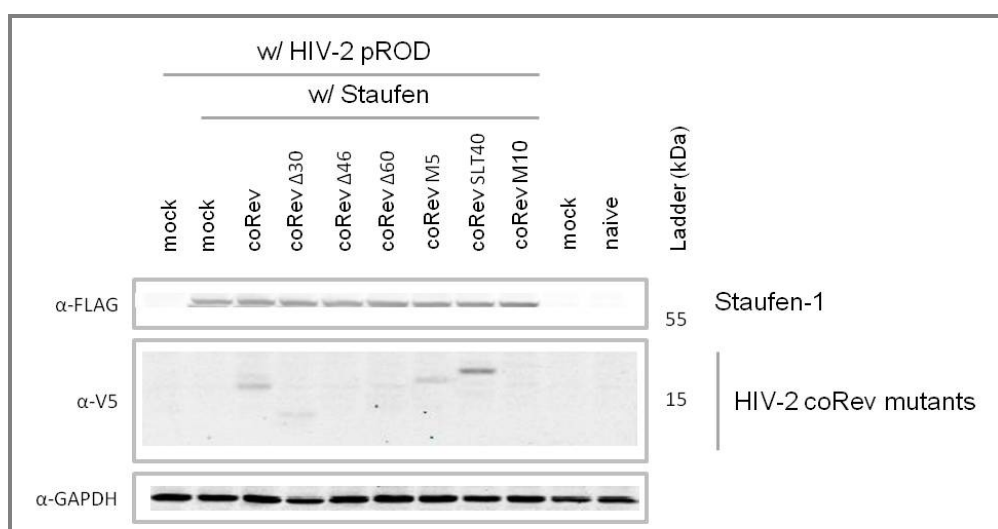 w/ HIV-2 pROD
w/ Staufen
mock
mock
coRev
coRev Δ30
coRev Δ46
coRev Δ60
coRev M5
coRev SLT40
coRev M10
mock
naive
Ladder (kDa)
α-FLAG
55
Staufen-1
α-V5
15
HIV-2 coRev mutants
α-GAPDH